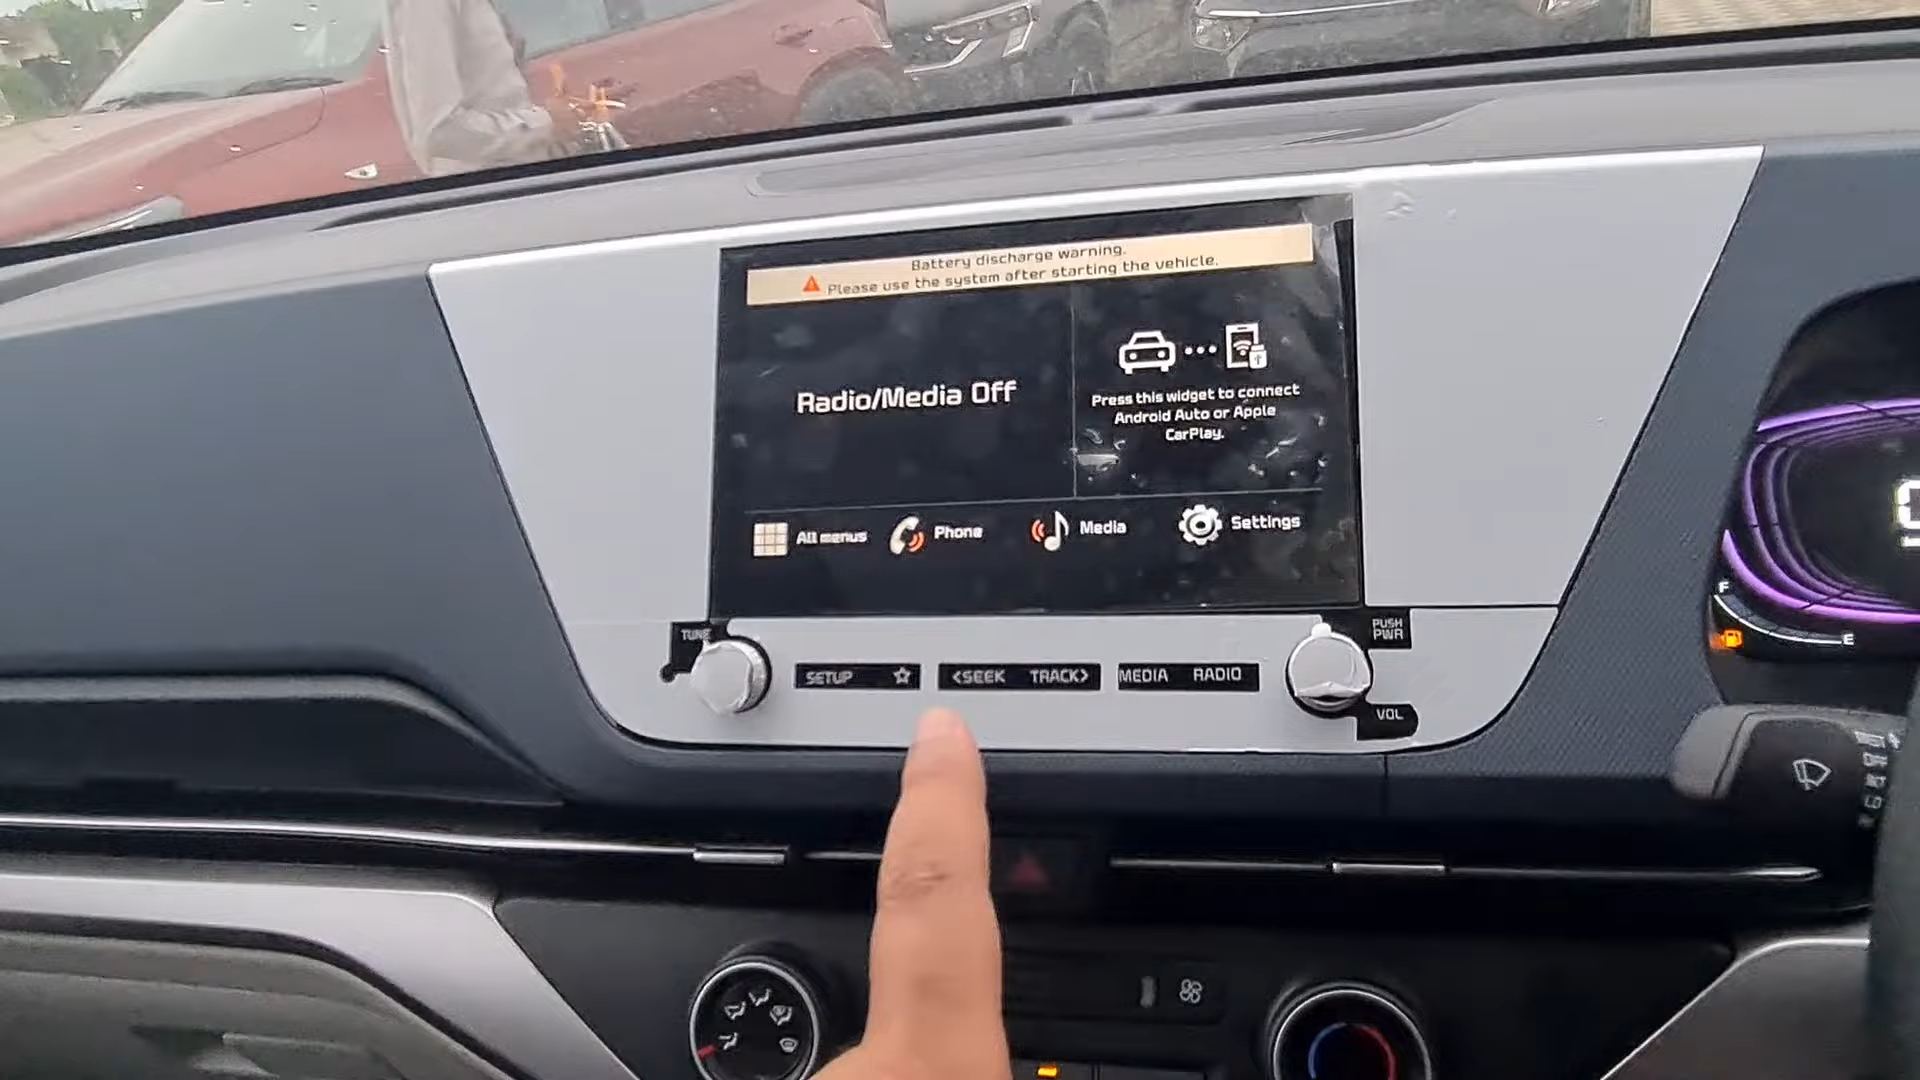 Battery discharge warning.
Please use the system after starting the vehicle.
Radio/Media Off
Press this widget to connect
Android Auto or Apple
CarPlay.
All menus
Phone
Media
Settings
TUNE
PUSH
PWR
SETUP
<SEEK TRACK>
MEDIA RADIO
VOL
F
E